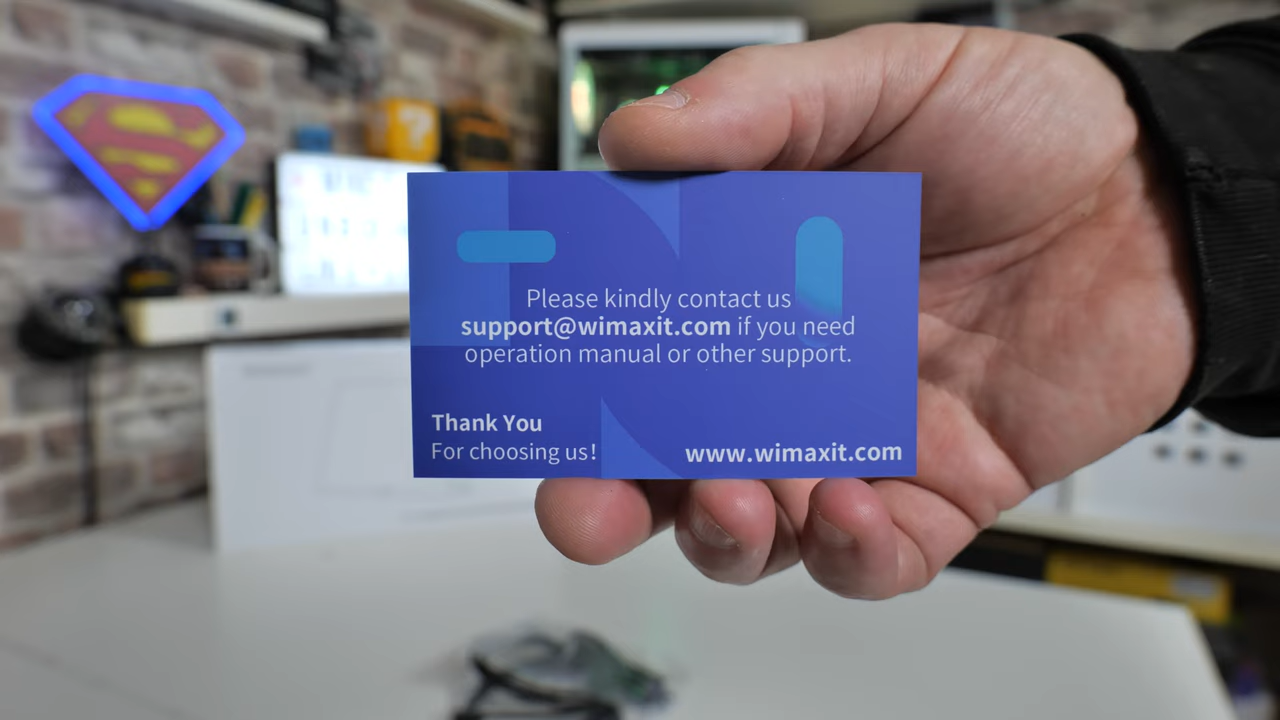 Please kindly contact us
support@wimaxit.com if you need
operation manual or other support.
Thank You
For choosing us!
www.wimaxit.com